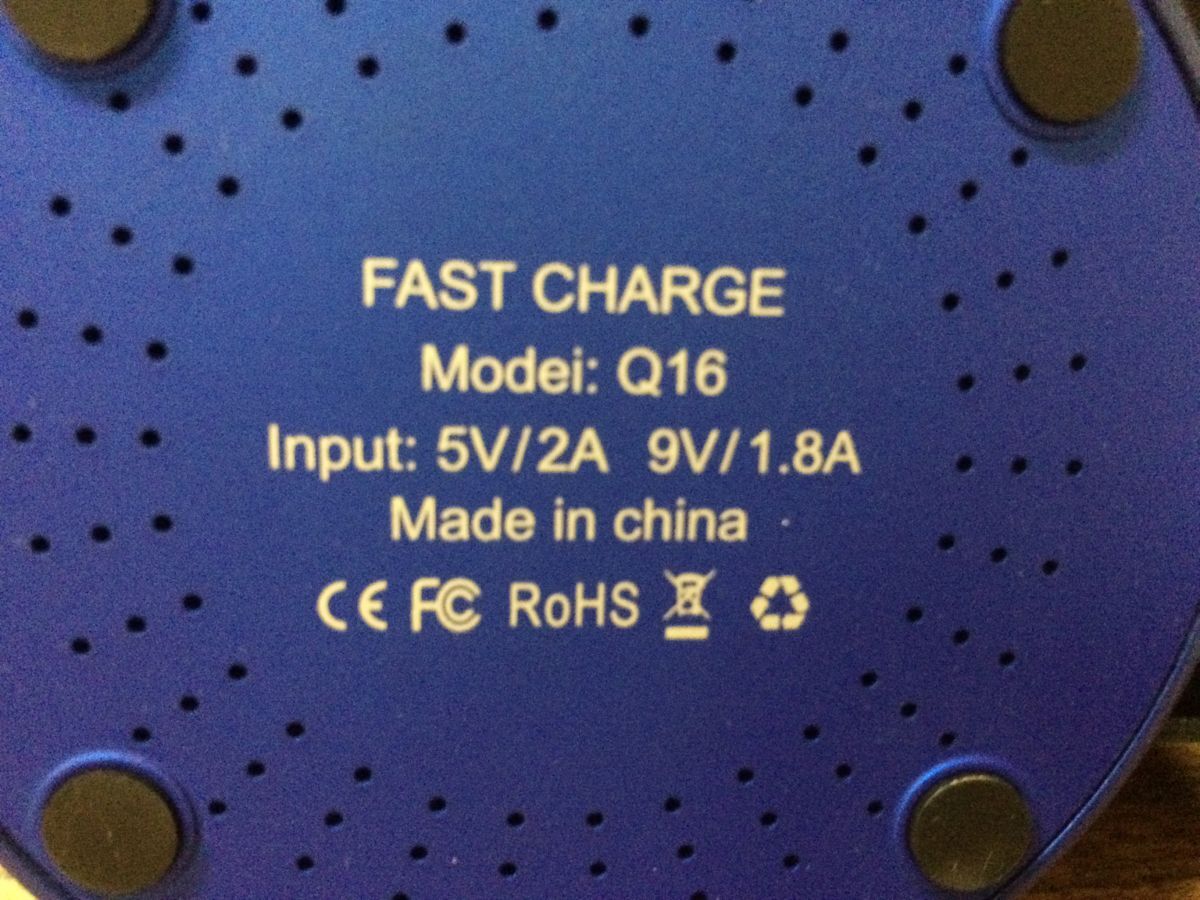 FAST CHARGE
Modei: Q16
Input: 5V/2A 9V/1.8A
Made in china
CE FC RoHS